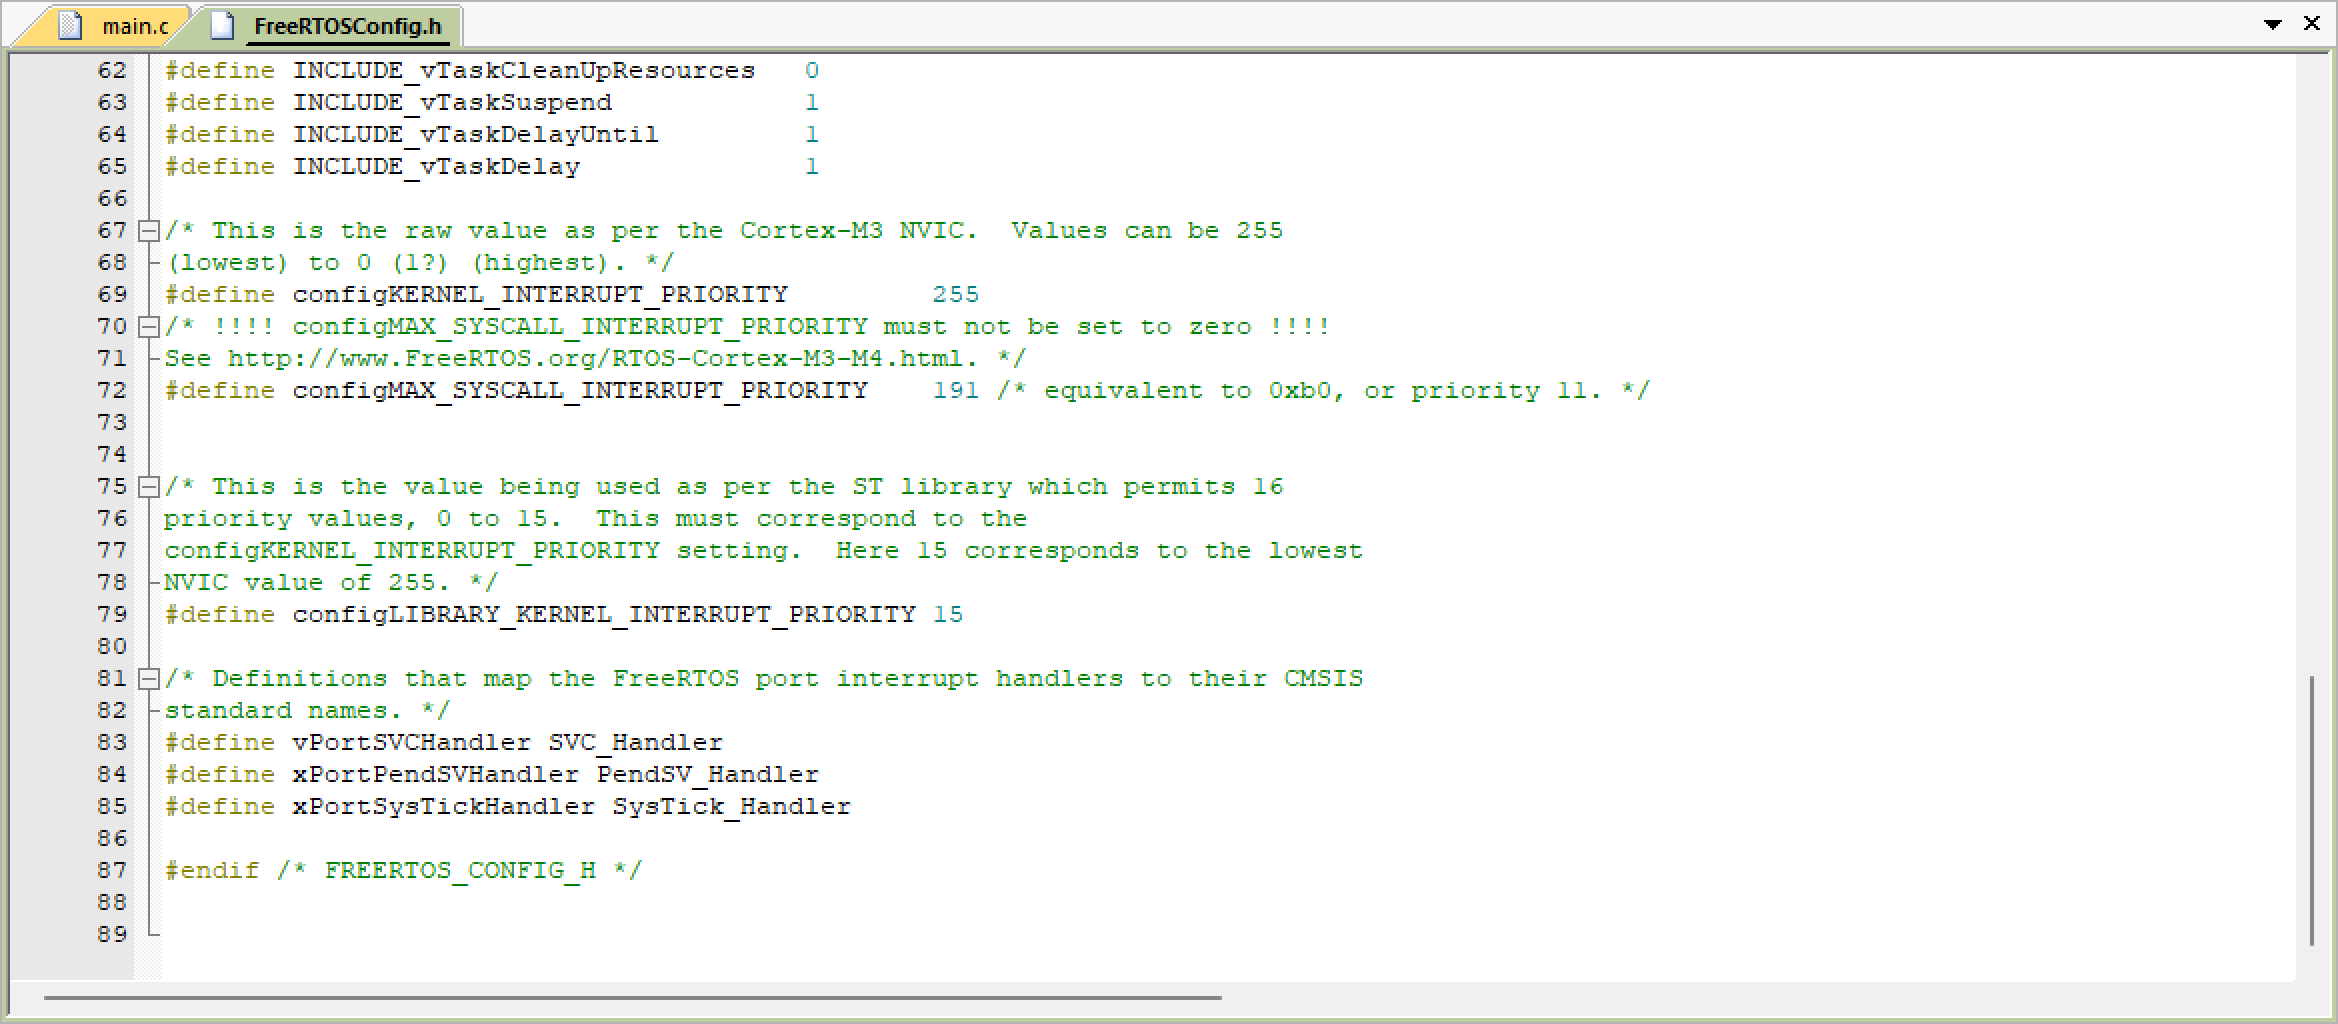 main.c FreeRTOSConfig.h
62 #define INCLUDE_vTaskCleanUpResources 0
63 #define INCLUDE_vTaskSuspend 1
64 #define INCLUDE_vTaskDelayUntil 1
65 #define INCLUDE_vTaskDelay 1
66
67 /* This is the raw value as per the Cortex-M3 NVIC.  Values can be 255
68 (lowest) to 0 (1?) (highest). */
69 #define configKERNEL_INTERRUPT_PRIORITY 255
70 /* !!!! configMAX_SYSCALL_INTERRUPT_PRIORITY must not be set to zero !!!!
71 See http://www.FreeRTOS.org/RTOS-Cortex-M3-M4.html. */
72 #define configMAX_SYSCALL_INTERRUPT_PRIORITY 191 /* equivalent to 0xb0, or priority 11. */
73
74
75 /* This is the value being used as per the ST library which permits 16
76 priority values, 0 to 15.  This must correspond to the
77 configKERNEL_INTERRUPT_PRIORITY setting.  Here 15 corresponds to the lowest
78 NVIC value of 255. */
79 #define configLIBRARY_KERNEL_INTERRUPT_PRIORITY 15
80
81 /* Definitions that map the FreeRTOS port interrupt handlers to their CMSIS
82 standard names. */
83 #define vPortSVCHandler SVC_Handler
84 #define xPortPendSVHandler PendSV_Handler
85 #define xPortSysTickHandler SysTick_Handler
86
87 #endif /* FREERTOS_CONFIG_H */
88
89